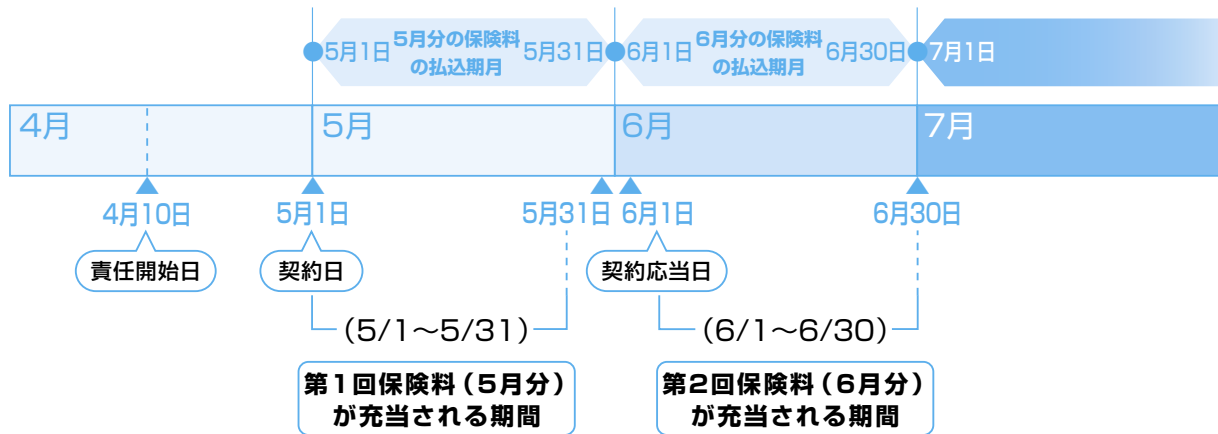 5月1日 5月分の保険料の払込期月 5月31日
6月1日 6月分の保険料の払込期月 6月30日
7月1日
4月
5月
6月
7月
4月10日
5月1日
5月31日
6月1日
6月30日
責任開始日
契約日
契約応当日
(5/1〜5/31)
(6/1〜6/30)
第1回保険料(5月分)
が充当される期間
第2回保険料(6月分)
が充当される期間